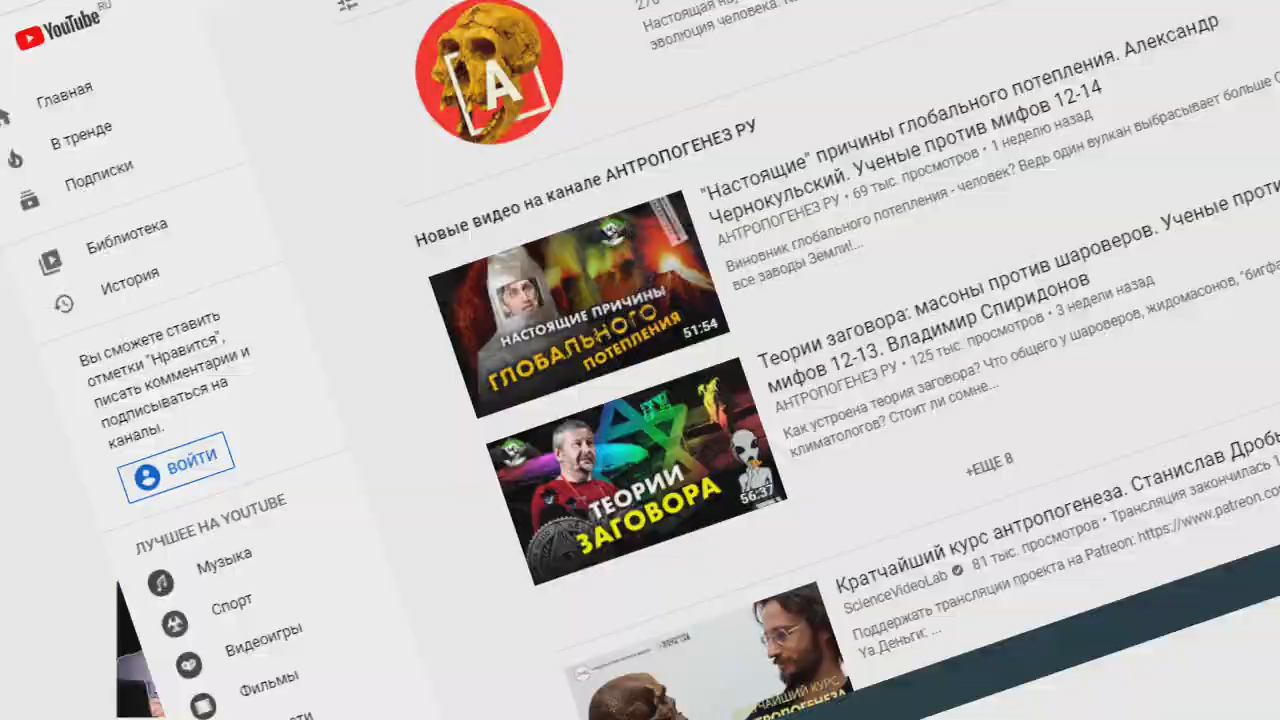 YouTube RU
Главная
В тренде
Подписки
Библиотека
История
Вы сможете ставить
отметки "Нравится",
писать комментарии и
подписываться на
каналы.
ВОЙТИ
ЛУЧШЕЕ НА YOUTUBE
Музыка
Спорт
Видеоигры
Фильмы
Настоящая
эволюция человека.
A
Новые видео на канале АНТРОПОГЕНЕЗ РУ
НАСТОЯЩИЕ ПРИЧИНЫ
ГЛОБАЛЬНОГО
ПОТЕПЛЕНИЯ
51:54
"Настоящие" причины глобального потепления. Александр
Чернокульский. Ученые против мифов 12-14
АНТРОПОГЕНЕЗ РУ • 69 тыс. просмотров • 1 неделю назад
Виновник глобального потепления - человек? Ведь один вулкан выбрасывает больше
все заводы Земли!...
ТЕОРИИ
ЗАГОВОРА
56:37
Теории заговора: масоны против шароверов. Ученые
мифов 12-13. Владимир Спиридонов
АНТРОПОГЕНЕЗ РУ • 125 тыс. просмотров • 3 недели назад
Как устроена теория заговора? Что общего у шароверов, жидомасонов,
климатологов? Стоит ли сомне...
+ЕЩЕ 8
Кратчайший курс антропогенеза. Станислав
ScienceVideoLab 81 тыс. просмотров • Трансляция закончилась
Поддержать трансляции проекта на Patreon:
Ya.Деньги: ...